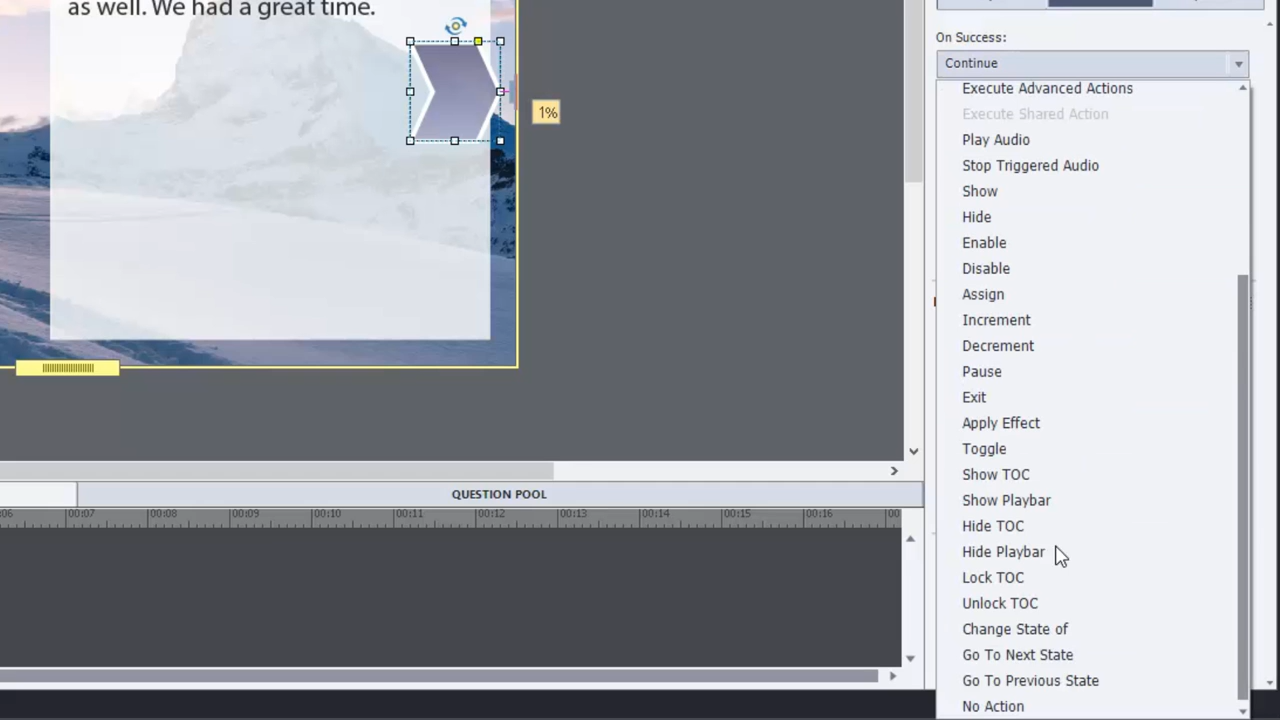 as well. We had a great time.
1%
On Success:
Continue
Execute Advanced Actions
Execute Shared Action
Play Audio
Stop Triggered Audio
Show
Hide
Enable
Disable
Assign
Increment
Decrement
Pause
Exit
Apply Effect
Toggle
Show TOC
Show Playbar
Hide TOC
Hide Playbar
Lock TOC
Unlock TOC
Change State of
Go To Next State
Go To Previous State
No Action
QUESTION POOL
:06 00:07 00:08 00:09 00:10 00:11 00:12 00:13 00:14 00:15 00:16 00